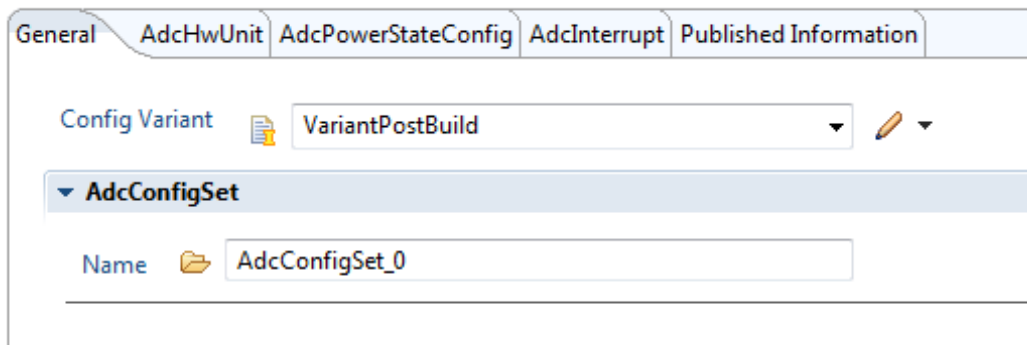 General AdcHwUnit AdcPowerStateConfig AdcInterrupt Published Information
Config Variant VariantPostBuild
AdcConfigSet
Name AdcConfigSet_0